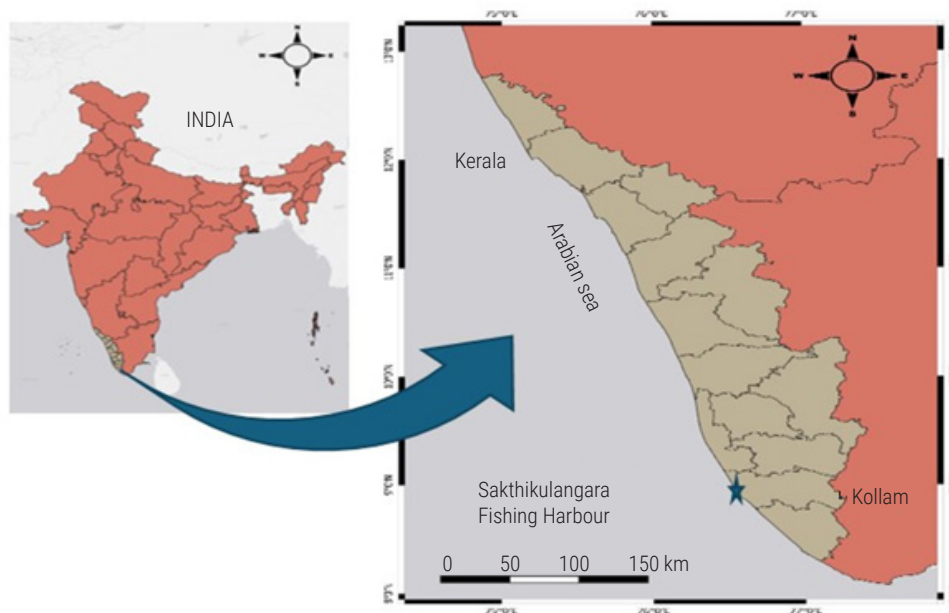 INDIA
N
W E
S
N
W E
S
Kerala
Arabian sea
Sakthikulangara
Fishing Harbour
Kollam
0 50 100 150 km